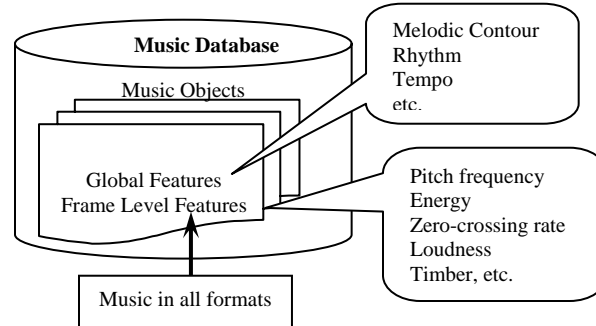 Music Database
Music Objects
Global Features
Frame Level Features
Music in all formats
Melodic Contour
Rhythm
Tempo
etc.
Pitch frequency
Energy
Zero-crossing rate
Loudness
Timber, etc.